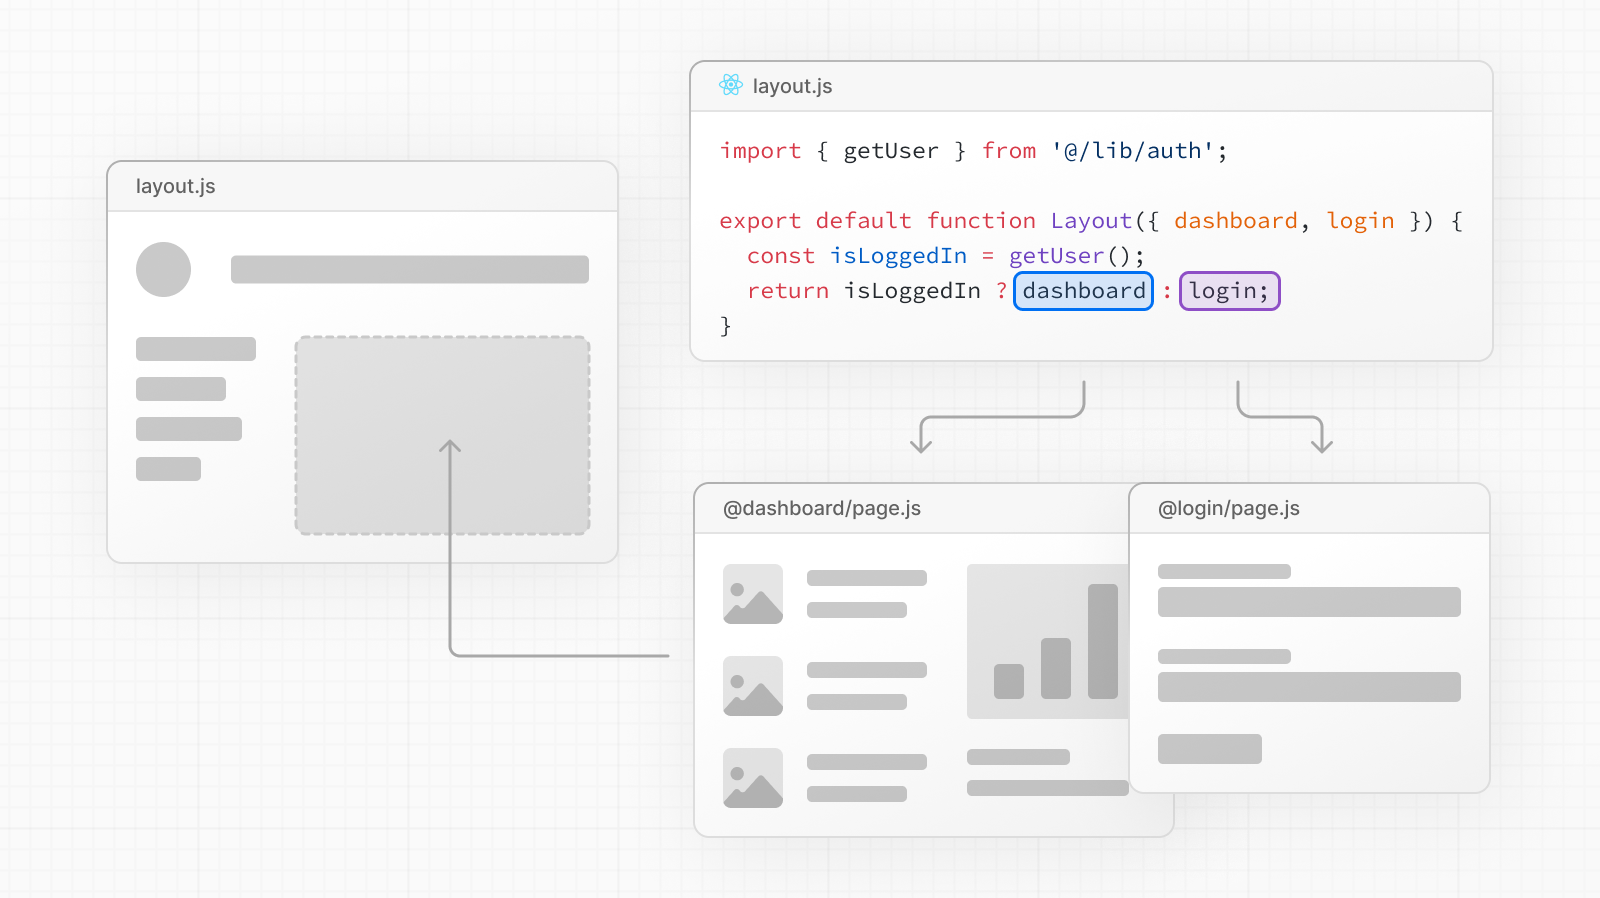 layout.js
layout.js
import { getUser } from '@/lib/auth';
export default function Layout({ dashboard, login }) {
  const isLoggedIn = getUser();
  return isLoggedIn ? dashboard : login;
}
@dashboard/page.js
@login/page.js